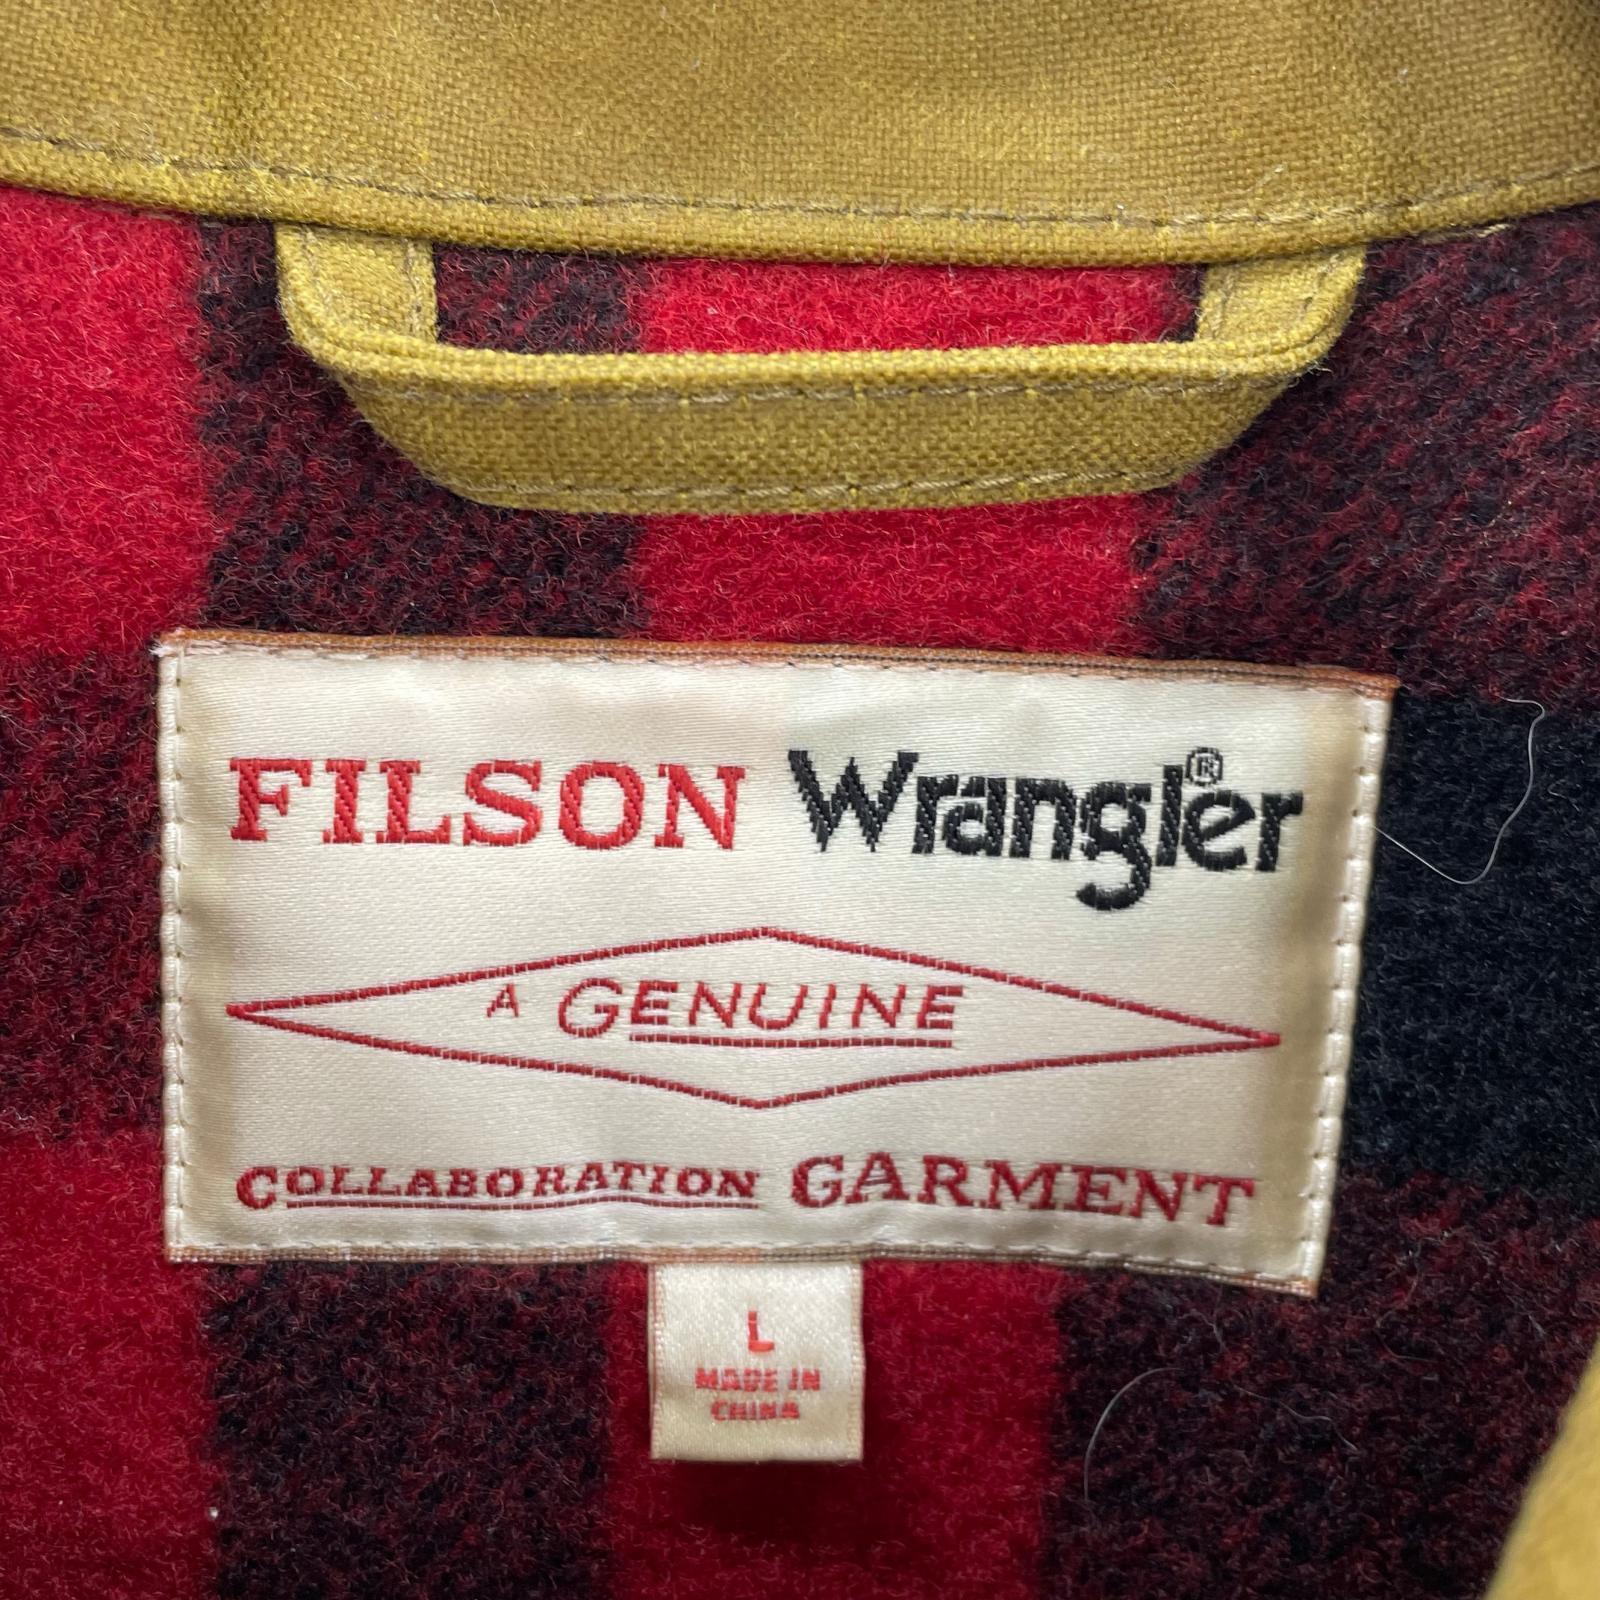 FILSON Wrangler®
A GENUINE
COLLABORATION GARMENT
L
MADE IN
CHINA